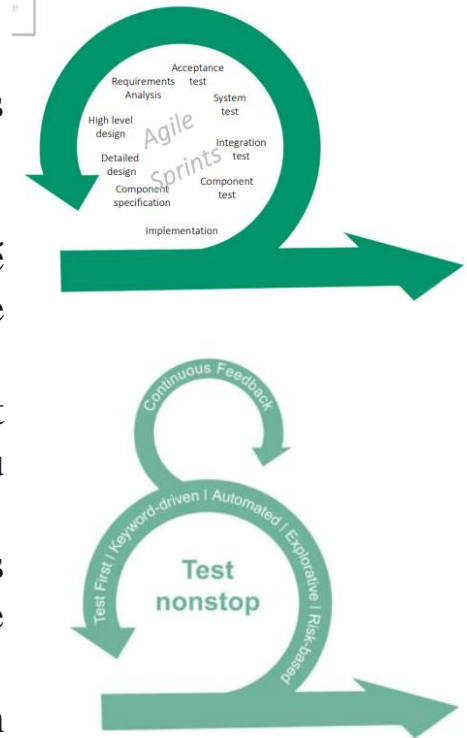 Acceptance
test
Requirements
Analysis
System
test
High level
design
Agile
Sprints
Integration
test
Detailed
design
Component
test
Component
specification
Implementation
Continuous Feedback
Test First | Keyword-driven | Automated | Explorative | Risk-based
Test
nonstop